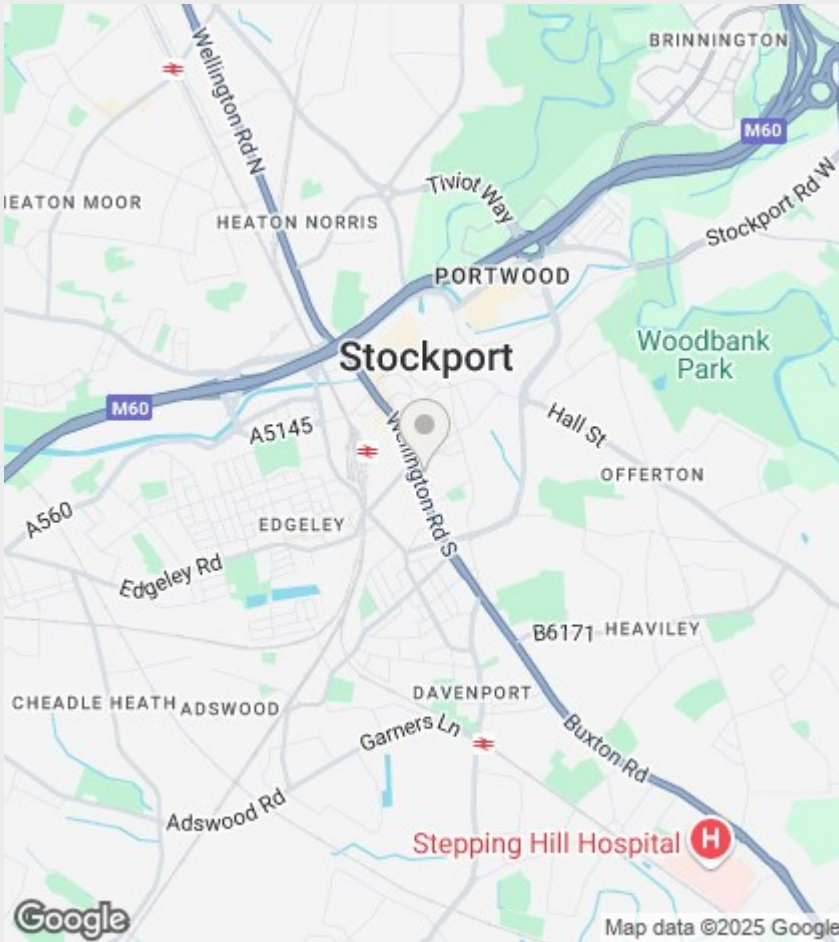 BRINNINGTON
Wellington Rd N
M60
Tiviot Way
Stockport Rd W
HEATON MOOR
HEATON NORRIS
PORTWOOD
Woodbank
Park
Stockport
M60
A5145
Hall St
Wellington Rd S
OFFERTON
A560
EDGELEY
Edgeley Rd
B6171
HEAVILEY
CHEADLE HEATH
ADSWOOD
DAVENPORT
Garners Ln
Buxton Rd
Adswood Rd
Stepping Hill Hospital
H
Google
Map data ©2025 Google